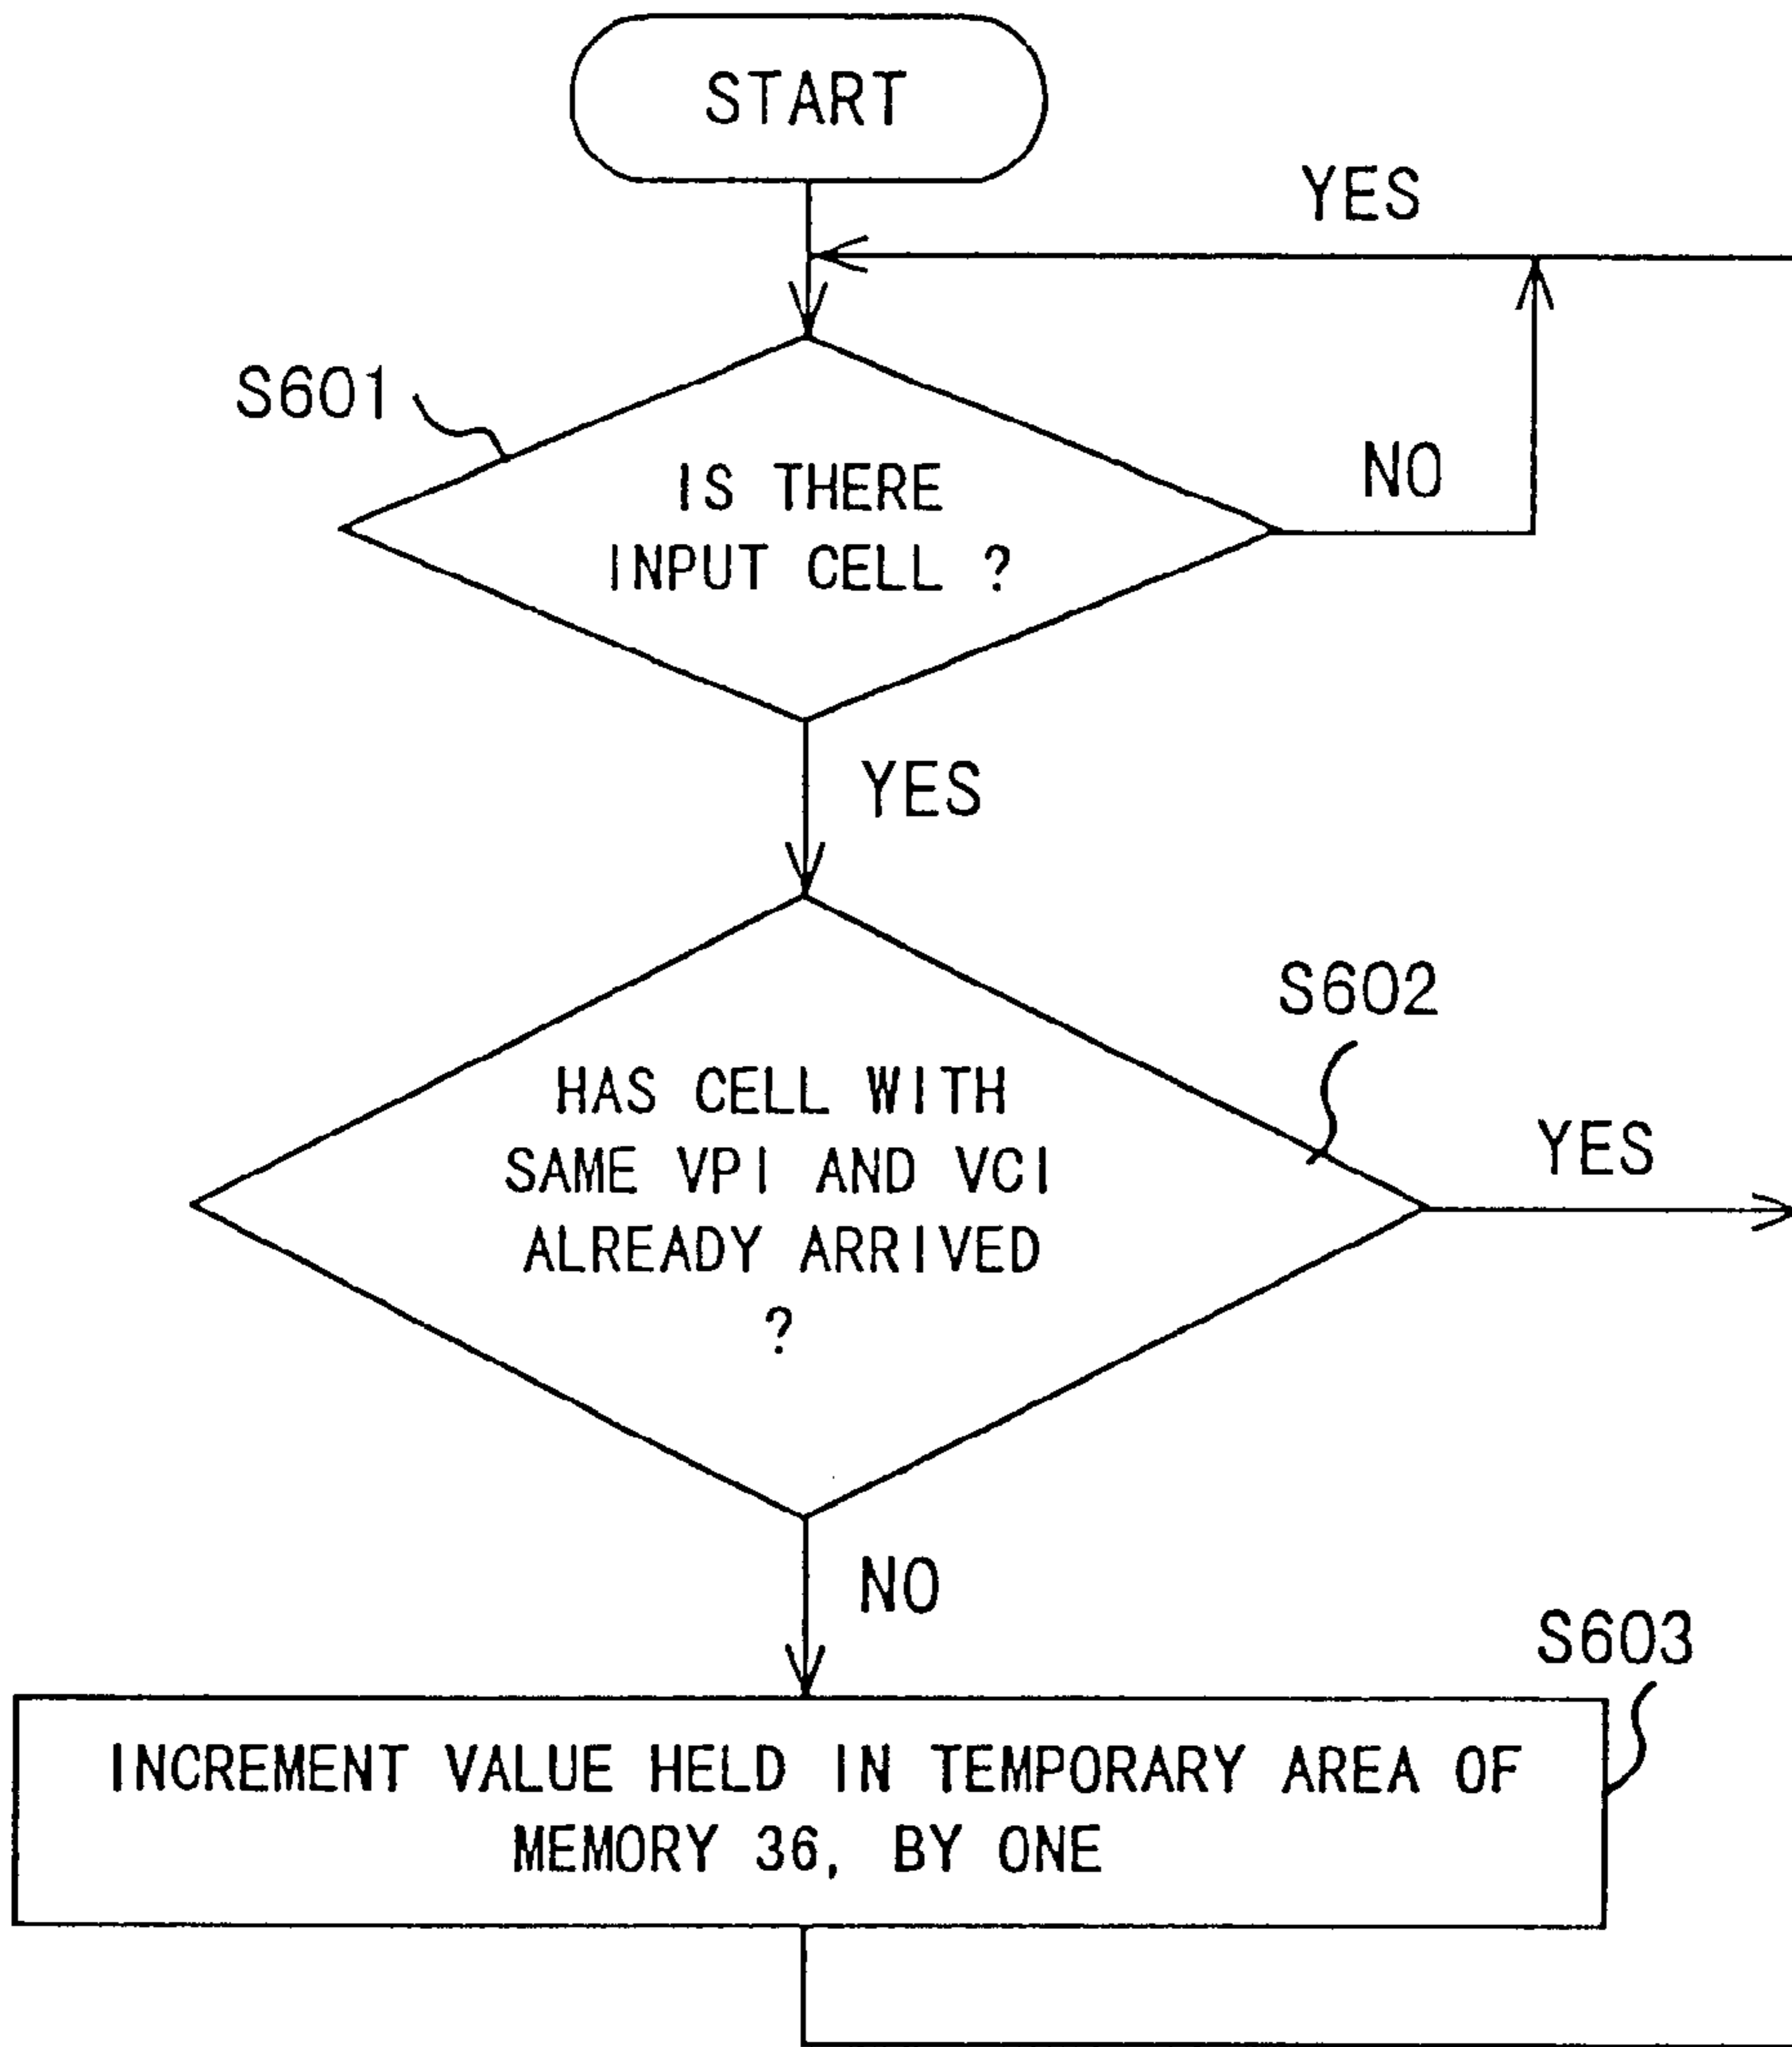 START
YES
S601
IS THERE
INPUT CELL ?
NO
YES
S602
HAS CELL WITH
SAME VPI AND VCI
ALREADY ARRIVED
?
YES
NO
S603
INCREMENT VALUE HELD IN TEMPORARY AREA OF
MEMORY 36, BY ONE